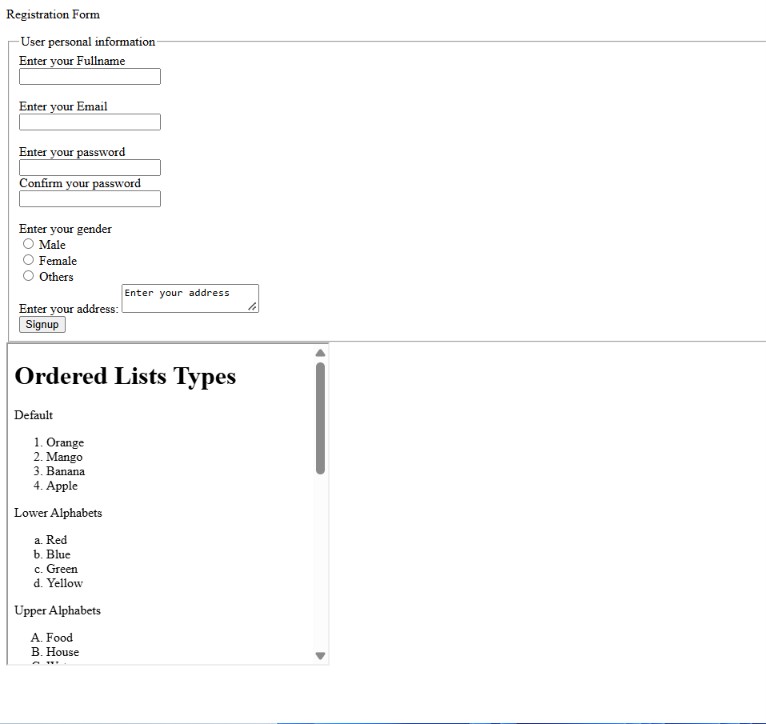 Registration Form
User personal information
Enter your Fullname
Enter your Email
Enter your password
Confirm your password
Enter your gender
Male
Female
Others
Enter your address: Enter your address
Signup
Ordered Lists Types
Default
1. Orange
2. Mango
3. Banana
4. Apple
Lower Alphabets
a. Red
b. Blue
c. Green
d. Yellow
Upper Alphabets
A. Food
B. House